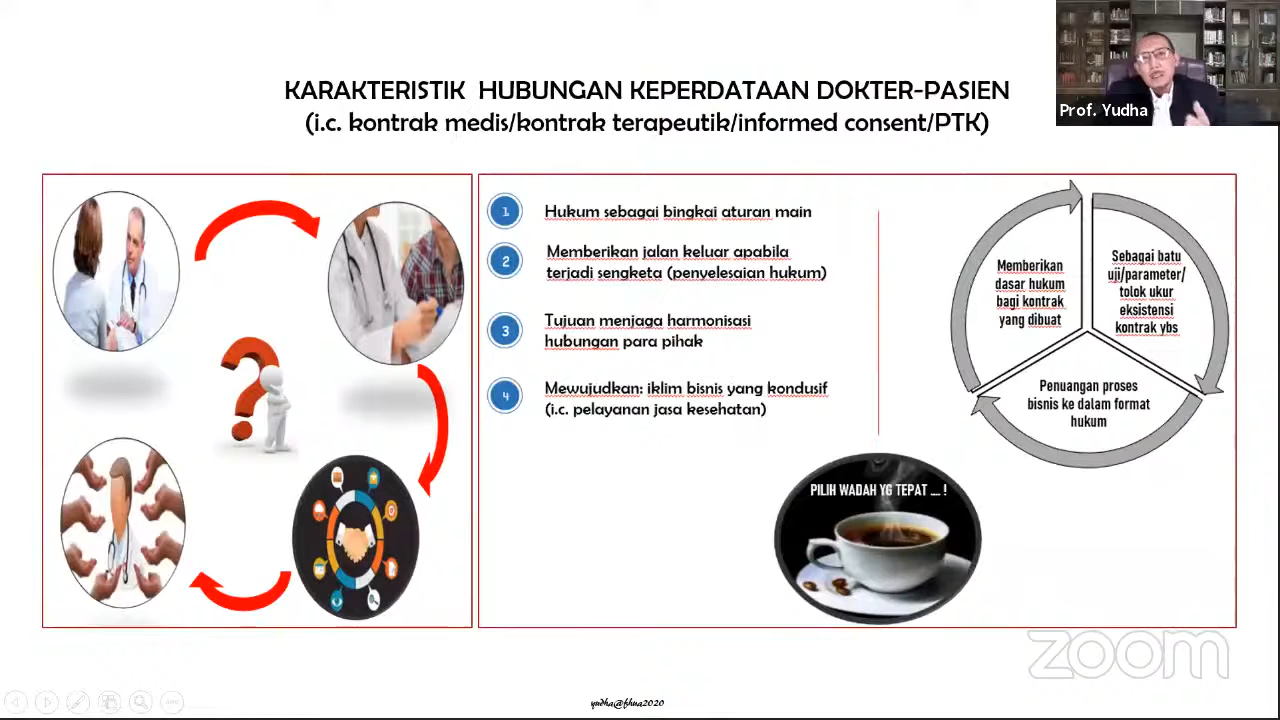 KARAKTERISTIK HUBUNGAN KEPERDATAAN DOKTER-PASIEN
(i.c. kontrak medis/kontrak terapeutik/informed consent/PTK)
Prof. Yudha
1
Hukum sebagai bingkai aturan main
2
Memberikan jalan keluar apabila
terjadi sengketa (penyelesaian hukum)
3
Tujuan menjaga harmonisasi
hubungan para pihak
4
Mewujudkan: iklim bisnis yang kondusif
(i.c. pelayanan jasa kesehatan)
Memberikan
dasar hukum
bagi kontrak
yang dibuat
Sebagai batu
uji/parameter/
tolok ukur
eksistensi
kontrak ybs
Penuangan proses
bisnis ke dalam format
hukum
PILIH WADAH YG TEPAT .... !
zoom
yudha@fhua2020